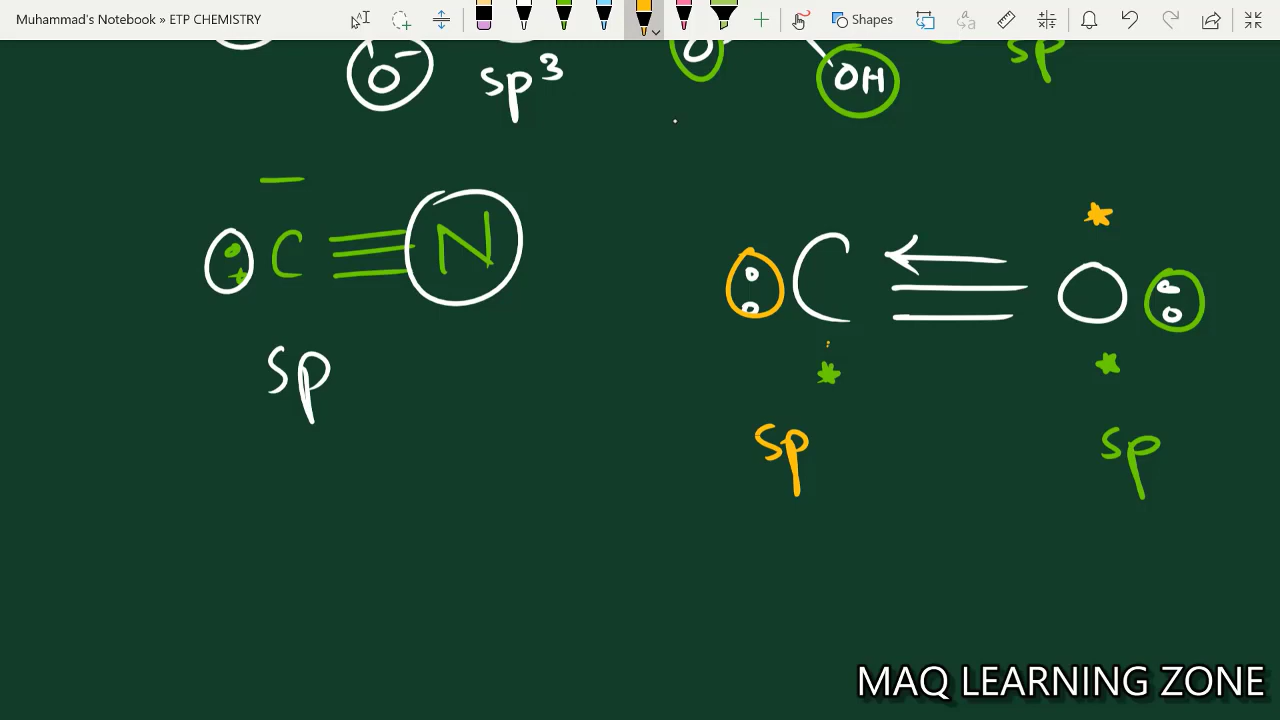 Muhammad's Notebook » ETP CHEMISTRY
Shapes
O⁻ sp³ O OH sp
C ≡ N
C O
sp
sp sp
MAQ LEARNING ZONE